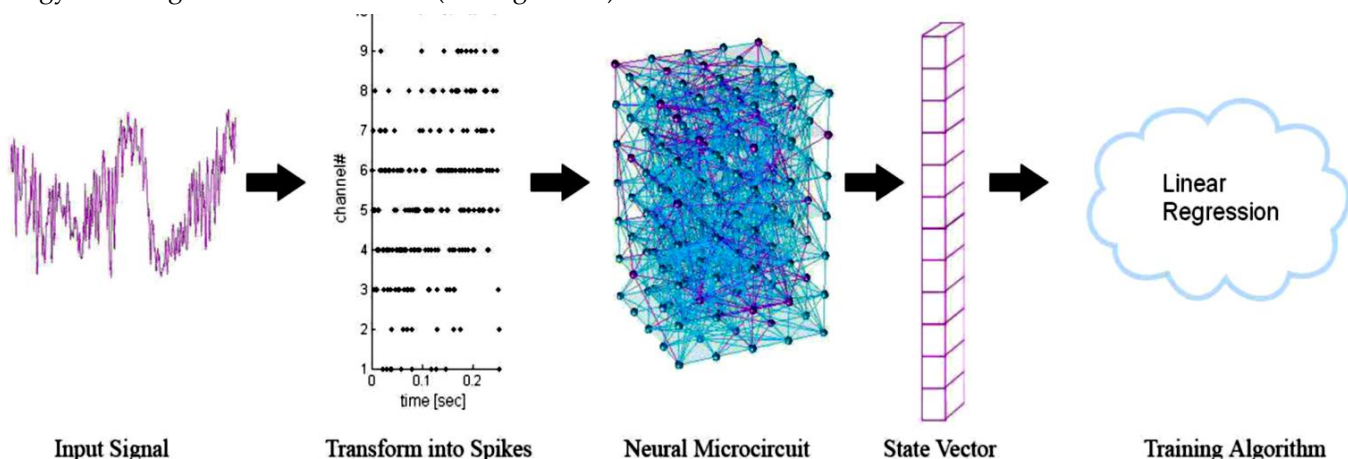 9
8
7
6
5
4
3
2
1
channel#
0 0.1 0.2
time [sec]
Linear
Regression
Input Signal Transform into Spikes Neural Microcircuit State Vector Training Algorithm